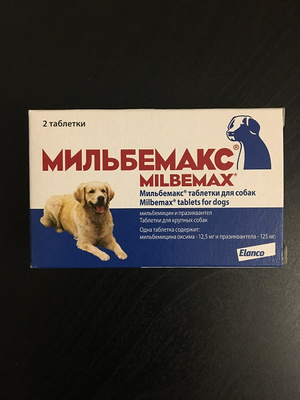 2 таблетки
МИЛЬБЕМАКС®
MILBEMAX®
Мильбемакс® таблетки для собак
Milbemax® tablets for dogs
мильбемицин и празиквантел
Таблетки для крупных собак
Одна таблетка содержит:
мильбемицина оксима - 12,5 мг и празиквантела - 125 мг.
Elanco